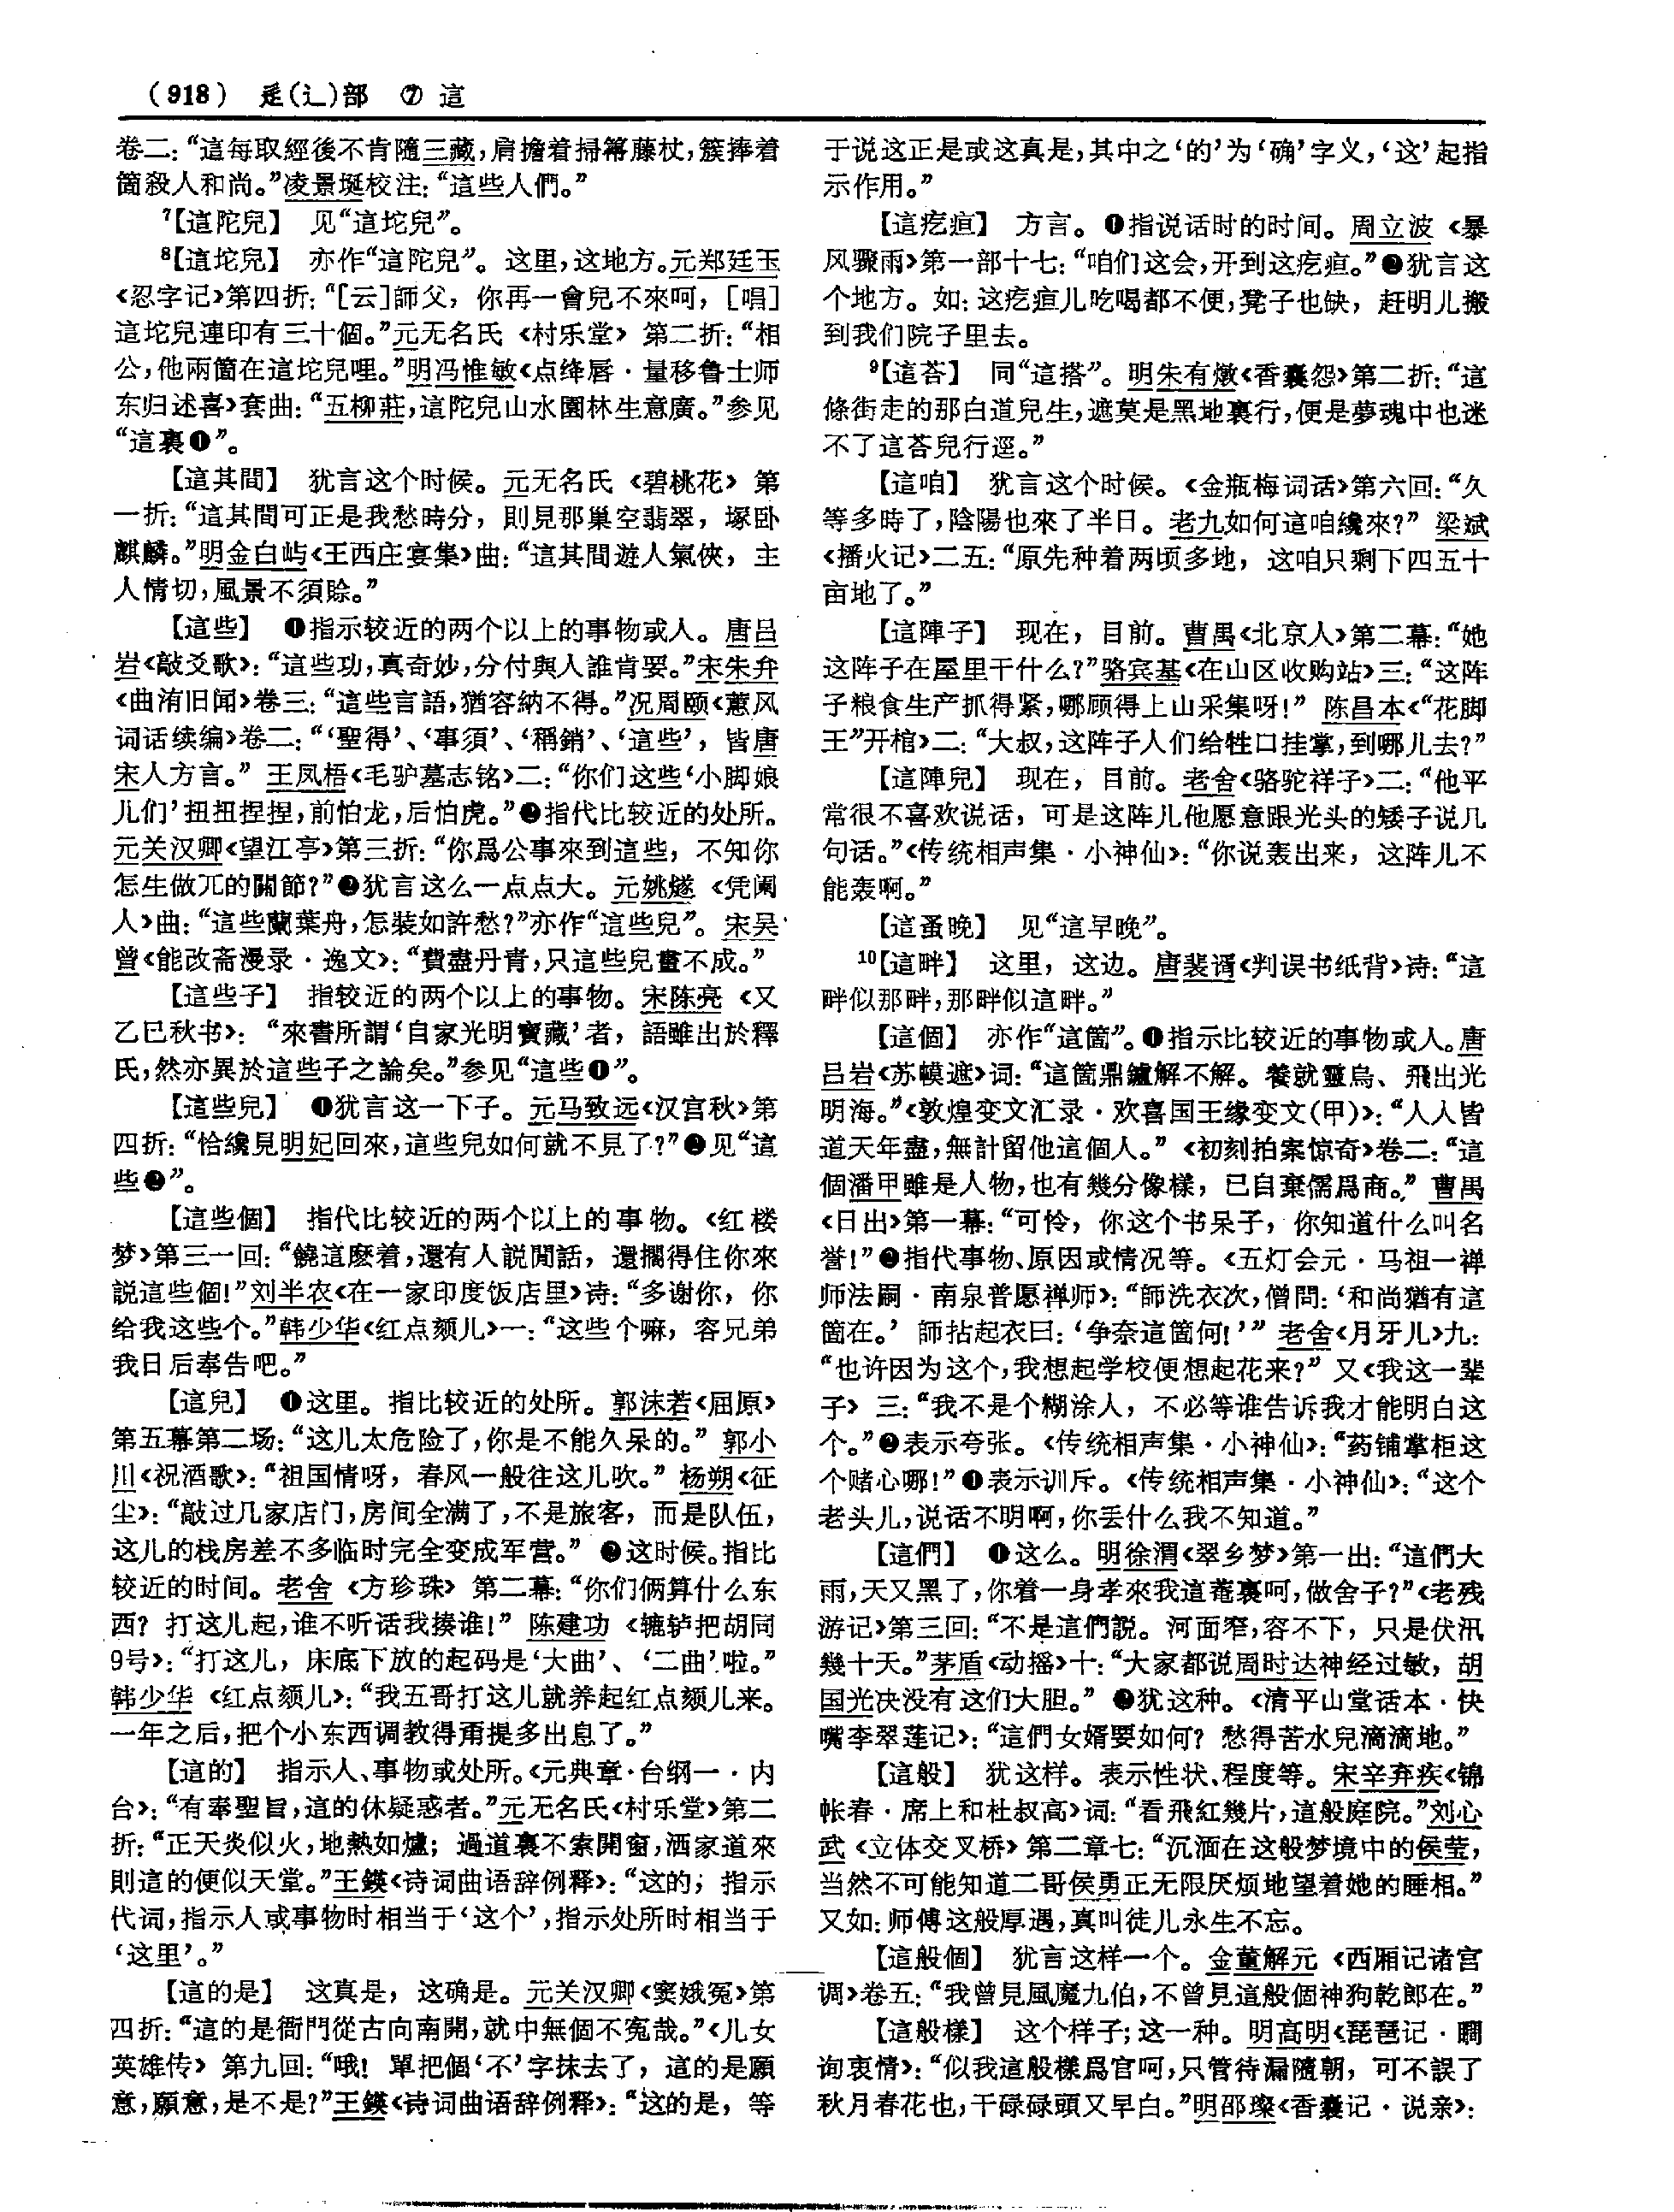 (918) 辵(辶)部 ⑦ 這
卷二:“這每取經後不肯隨三藏,肩擔着掃箒藤杖,簇捧着
箇殺人和尚。”凌景埏校注:“這些人們。”
⁷【這陀兒】 见“這坨兒”。
⁸【這坨兒】 亦作“這陀兒”。这里,这地方。元郑廷玉
《忍字记》第四折:“[云]師父,你再一會兒不來呵,[唱]
這坨兒連印有三十個。”元无名氏《村乐堂》第二折:“相
公,他兩箇在這坨兒哩。”明冯惟敏《点绛唇·量移鲁士师
东归述喜》套曲:“五柳莊,這陀兒山水園林生意廣。”参见
“這裏❶”。
【這其間】 犹言这个时候。元无名氏《碧桃花》第
一折:“這其間可正是我愁時分,則見那巢空翡翠,塚卧
麒麟。”明金白屿《王西庄宴集》曲:“這其間遊人氣俠,主
人情切,風景不須賒。”
【這些】 ❶指示较近的两个以上的事物或人。唐吕
岩《敲爻歌》:“這些功,真奇妙,分付與人誰肯要。”宋朱弁
《曲洧旧闻》卷三:“這些言語,猶容納不得。”况周颐《蕙风
词话续编》卷二:“‘聖得’、‘事須’、‘稱銷’、‘這些’,皆唐
宋人方言。”王凤梧《毛驴墓志铭》二:“你们这些‘小脚娘
儿们’扭扭捏捏,前怕龙,后怕虎。”❷指代比较近的处所。
元关汉卿《望江亭》第三折:“你爲公事來到這些,不知你
怎生做兀的關節?”❸犹言这么一点点大。元姚燧《凭阑
人》曲:“這些蘭葉舟,怎裝如許愁?”亦作“這些兒”。宋吴
曾《能改斋漫录·逸文》:“費盡丹青,只這些兒畫不成。”
【這些子】 指较近的两个以上的事物。宋陈亮《又
乙巳秋书》:“來書所謂‘自家光明寶藏’者,語雖出於釋
氏,然亦異於這些子之論矣。”参见“這些❶”。
【這些兒】 ❶犹言这一下子。元马致远《汉宫秋》第
四折:“恰纔見明妃回來,這些兒如何就不見了?”❷见“這
些❸”。
【這些個】 指代比较近的两个以上的事物。《红楼
梦》第三一回:“饒這麽着,還有人説閒話,還擱得住你來
説這些個!”刘半农《在一家印度饭店里》诗:“多谢你,你
给我这些个。”韩少华《红点颏儿》一:“这些个嘛,容兄弟
我日后奉告吧。”
【這兒】 ❶这里。指比较近的处所。郭沫若《屈原》
第五幕第二场:“这儿太危险了,你是不能久呆的。”郭小
川《祝酒歌》:“祖国情呀,春风一般往这儿吹。”杨朔《征
尘》:“敲过几家店门,房间全满了,不是旅客,而是队伍,
这儿的栈房差不多临时完全变成军营。”❷这时候。指比
较近的时间。老舍《方珍珠》第二幕:“你们俩算什么东
西?打这儿起,谁不听话我揍谁!”陈建功《辘轳把胡同
9号》:“打这儿,床底下放的起码是‘大曲’、‘二曲’啦。”
韩少华《红点颏儿》:“我五哥打这儿就养起红点颏儿来。
一年之后,把个小东西调教得甭提多出息了。”
【這的】 指示人、事物或处所。《元典章·台纲一·内
台》:“有奉聖旨,這的休疑惑者。”元无名氏《村乐堂》第二
折:“正天炎似火,地熱如爐;過道裏不索開窗,洒家道來
則這的便似天堂。”王鍈《诗词曲语辞例释》:“这的;指示
代词,指示人或事物时相当于‘这个’,指示处所时相当于
‘这里’。”
【這的是】 这真是,这确是。元关汉卿《窦娥冤》第
四折:“這的是衙門從古向南開,就中無個不冤哉。”《儿女
英雄传》第九回:“哦!單把個‘不’字抹去了,這的是願
意,願意,是不是?”王鍈《诗词曲语辞例释》:“这的是,等
于说这正是或这真是,其中之‘的’为‘确’字义,‘这’起指
示作用。”
【這疙疸】 方言。❶指说话时的时间。周立波《暴
风骤雨》第一部十七:“咱们这会,开到这疙疸。”❷犹言这
个地方。如:这疙疸儿吃喝都不便,凳子也缺,赶明儿搬
到我们院子里去。
⁹【這荅】 同“這搭”。明朱有燉《香囊怨》第二折:“這
條街走的那白道兒生,遮莫是黑地裏行,便是夢魂中也迷
不了這荅兒行逕。”
【這咱】 犹言这个时候。《金瓶梅词话》第六回:“久
等多時了,陰陽也來了半日。老九如何這咱纔來?”梁斌
《播火记》二五:“原先种着两顷多地,这咱只剩下四五十
亩地了。”
【這陣子】 现在,目前。曹禺《北京人》第二幕:“她
这阵子在屋里干什么?”骆宾基《在山区收购站》三:“这阵
子粮食生产抓得紧,哪顾得上山采集呀!”陈昌本《“花脚
王”开棺》二:“大叔,这阵子人们给牲口挂掌,到哪儿去?”
【這陣兒】 现在,目前。老舍《骆驼祥子》二:“他平
常很不喜欢说话,可是这阵儿他愿意跟光头的矮子说几
句话。”《传统相声集·小神仙》:“你说轰出来,这阵儿不
能轰啊。”
【這蚤晚】 见“這早晚”。
¹⁰【這畔】 这里,这边。唐裴谞《判误书纸背》诗:“這
畔似那畔,那畔似這畔。”
【這個】 亦作“這箇”。❶指示比较近的事物或人。唐
吕岩《苏幙遮》词:“這箇鼎鑪解不解。養就靈烏、飛出光
明海。”《敦煌变文汇录·欢喜国王缘变文(甲)》:“人人皆
道天年盡,無計留他這個人。”《初刻拍案惊奇》卷二:“這
個潘甲雖是人物,也有幾分像樣,已自棄儒爲商。”曹禺
《日出》第一幕:“可怜,你这个书呆子,你知道什么叫名
誉!”❷指代事物、原因或情况等。《五灯会元·马祖一禅
师法嗣·南泉普愿禅师》:“師洗衣次,僧問:‘和尚猶有這
箇在。’師拈起衣曰:‘争奈這箇何!’”老舍《月牙儿》九:
“也许因为这个,我想起学校便想起花来?”又《我这一辈
子》三:“我不是个糊涂人,不必等谁告诉我才能明白这
个。”❸表示夸张。《传统相声集·小神仙》:“药铺掌柜这
个赌心哪!”❹表示训斥。《传统相声集·小神仙》:“这个
老头儿,说话不明啊,你丢什么我不知道。”
【這們】 ❶这么。明徐渭《翠乡梦》第一出:“這們大
雨,天又黑了,你着一身孝來我這菴裏呵,做舍子?”《老残
游记》第三回:“不是這們説。河面窄,容不下,只是伏汛
幾十天。”茅盾《动摇》十:“大家都说周时达神经过敏,胡
国光决没有这们大胆。”❷犹这种。《清平山堂话本·快
嘴李翠莲记》:“這們女婿要如何?愁得苦水兒滴滴地。”
【這般】 犹这样。表示性状、程度等。宋辛弃疾《锦
帐春·席上和杜叔高》词:“看飛紅幾片,這般庭院。”刘心
武《立体交叉桥》第二章七:“沉湎在这般梦境中的侯莹,
当然不可能知道二哥侯勇正无限厌烦地望着她的睡相。”
又如:师傅这般厚遇,真叫徒儿永生不忘。
【這般個】 犹言这样一个。金董解元《西厢记诸宫
调》卷五:“我曾見風魔九伯,不曾見這般個神狗乾郎在。”
【這般樣】 这个样子;这一种。明高明《琵琶记·瞷
询衷情》:“似我這般樣爲官呵,只管待漏隨朝,可不誤了
秋月春花也,干碌碌頭又早白。”明邵璨《香囊记·说亲》: